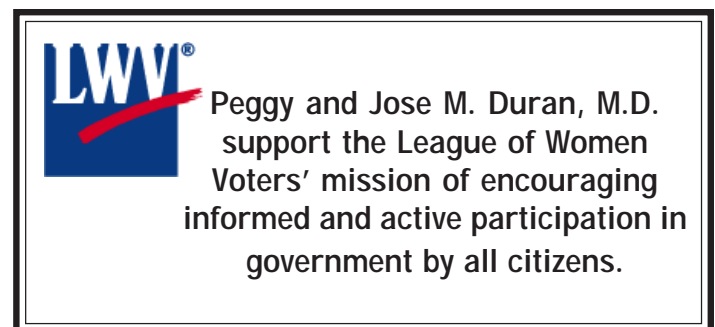 LWV®
Peggy and Jose M. Duran, M.D.
support the League of Women
Voters' mission of encouraging
informed and active participation in
government by all citizens.